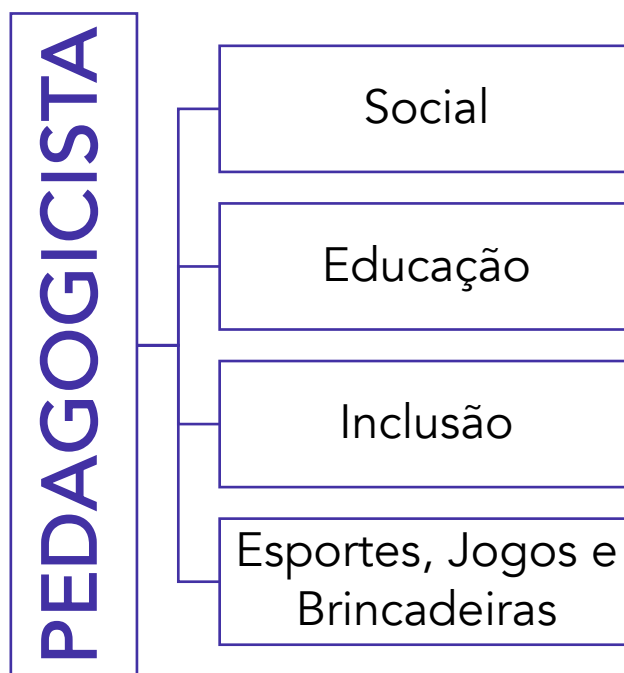 PEDAGOGICISTA
Social
Educação
Inclusão
Esportes, Jogos e
Brincadeiras